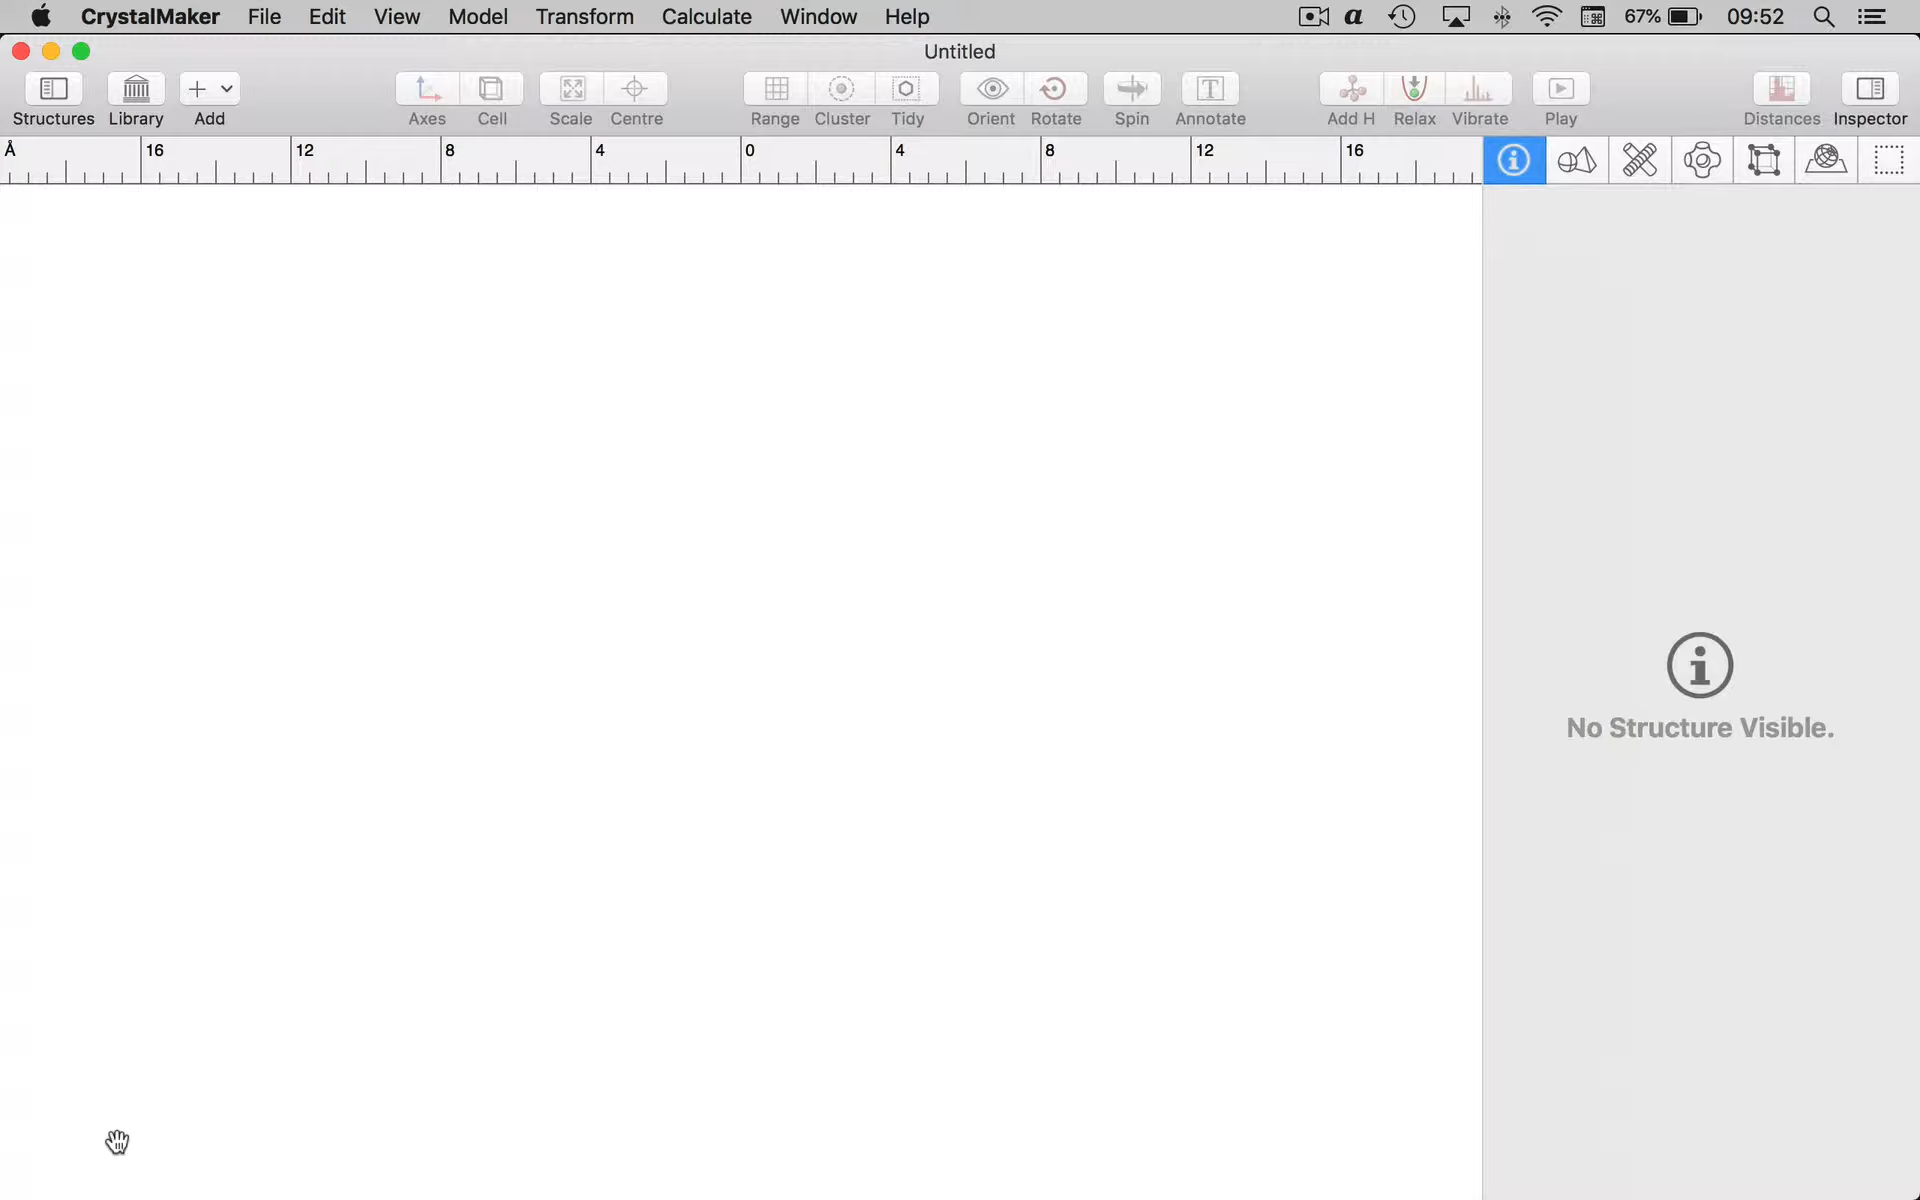 CrystalMaker File Edit View Model Transform Calculate Window Help a 67% 09:52
Untitled
Structures Library Add Axes Cell Scale Centre Range Cluster Tidy Orient Rotate Spin Annotate Add H Relax Vibrate Play Distances Inspector
Å 16 12 8 4 0 4 8 12 16
No Structure Visible.